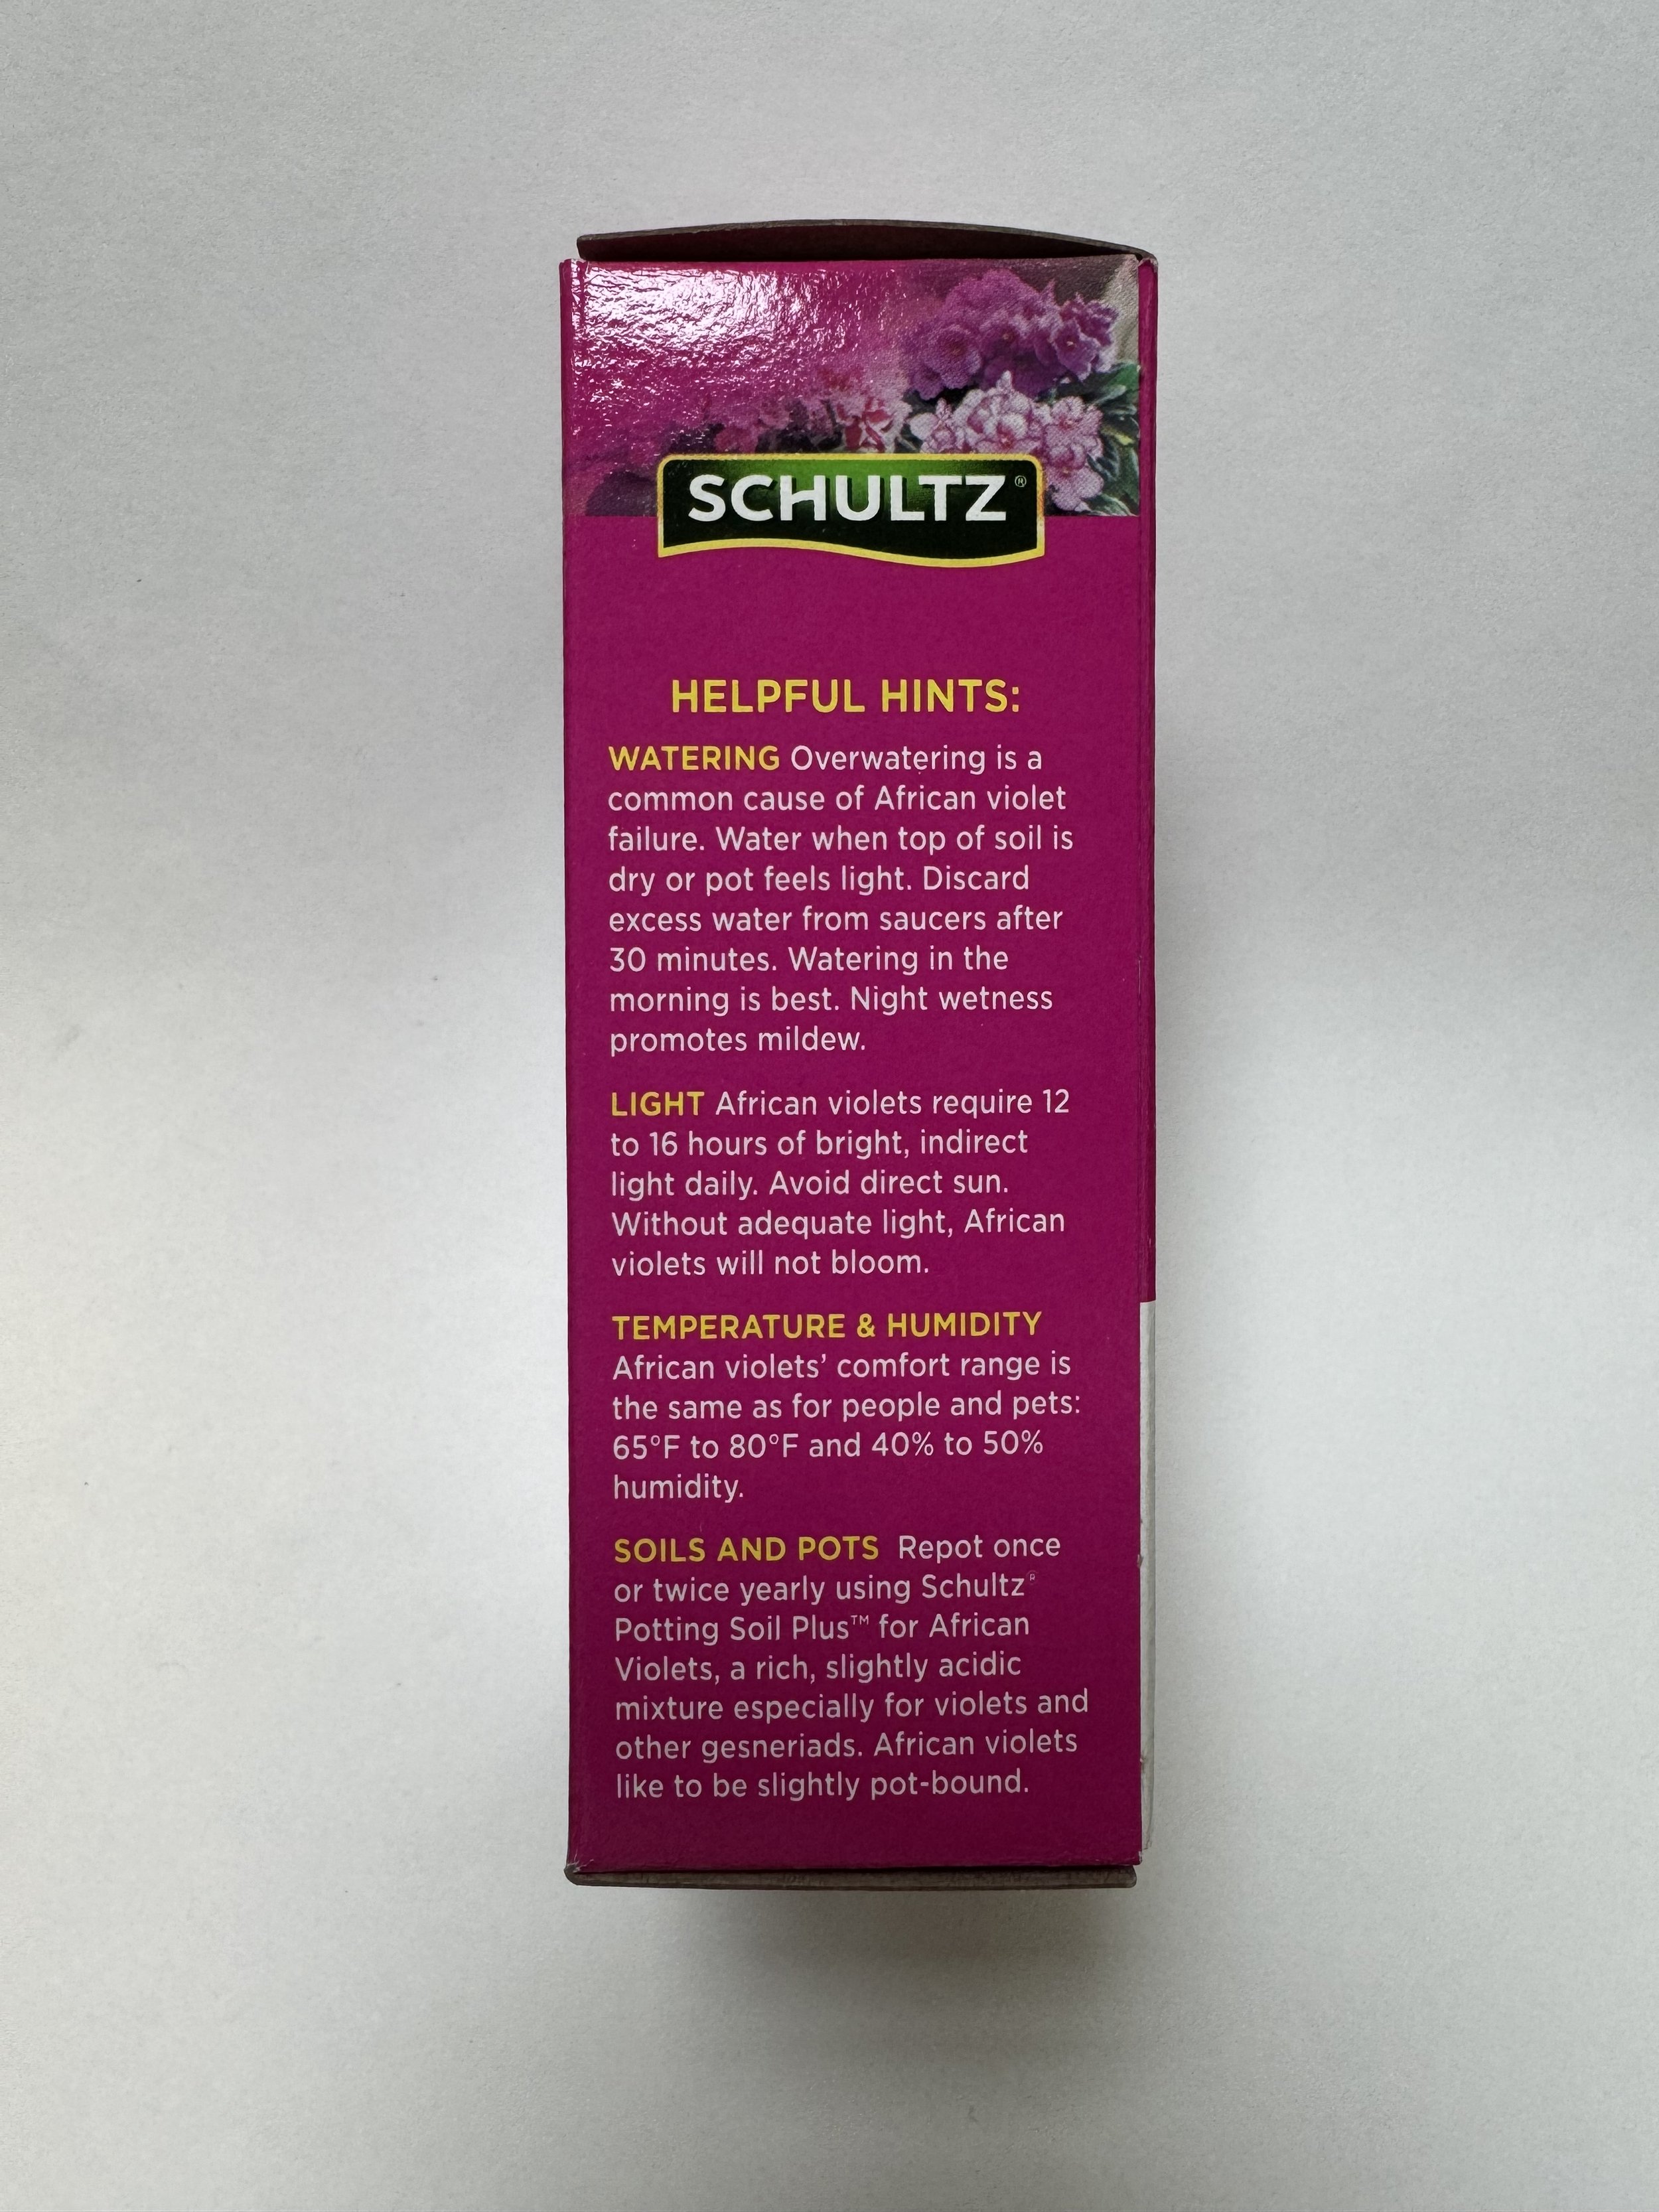 SCHULTZ®
HELPFUL HINTS:
WATERING Overwatering is a
common cause of African violet
failure. Water when top of soil is
dry or pot feels light. Discard
excess water from saucers after
30 minutes. Watering in the
morning is best. Night wetness
promotes mildew.
LIGHT African violets require 12
to 16 hours of bright, indirect
light daily. Avoid direct sun.
Without adequate light, African
violets will not bloom.
TEMPERATURE & HUMIDITY
African violets’ comfort range is
the same as for people and pets:
65°F to 80°F and 40% to 50%
humidity.
SOILS AND POTS Repot once
or twice yearly using Schultz®
Potting Soil Plus™ for African
Violets, a rich, slightly acidic
mixture especially for violets and
other gesneriads. African violets
like to be slightly pot-bound.